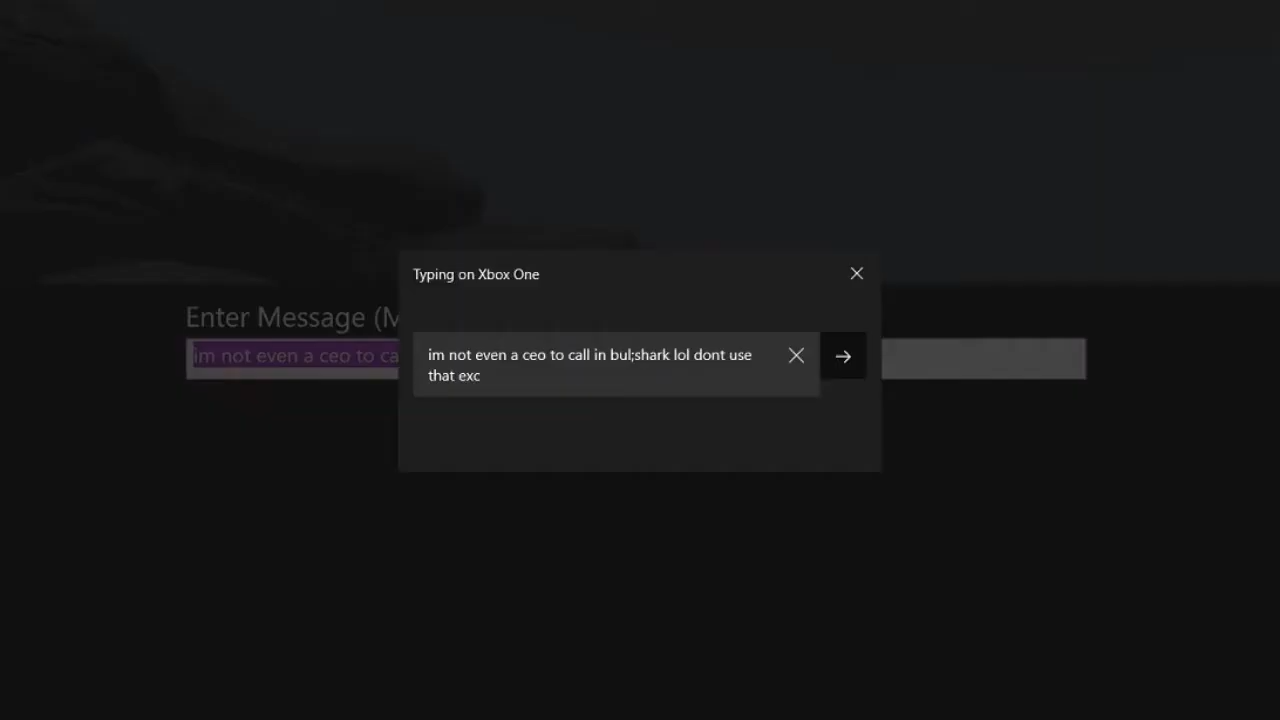 Typing on Xbox One
Enter Message (M
im not even a ceo to ca
im not even a ceo to call in bul;shark lol dont use
that exc